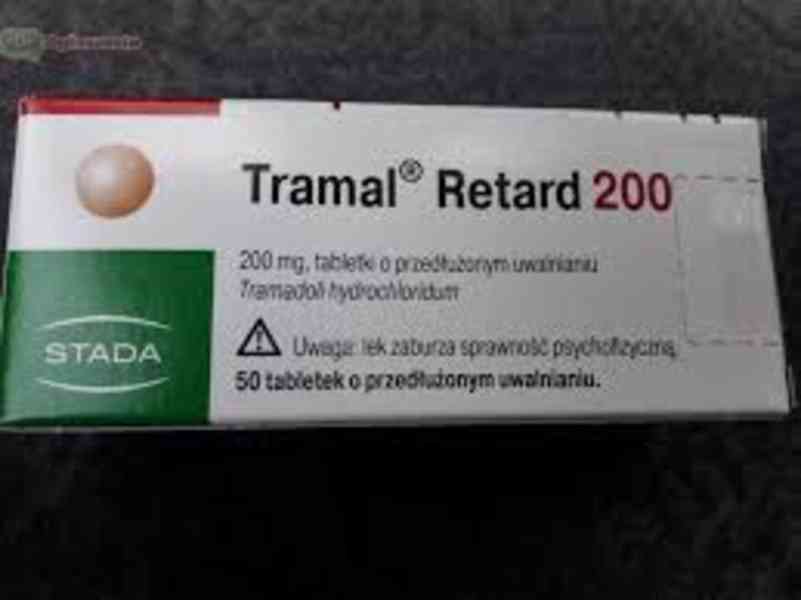 Tramal® Retard 200
200 mg, tabletki o przedłużonym uwalnianiu
Tramadoli hydrochloridum
STADA
Uwaga: lek zaburza sprawność psychofizyczną.
50 tabletek o przedłużonym uwalnianiu.